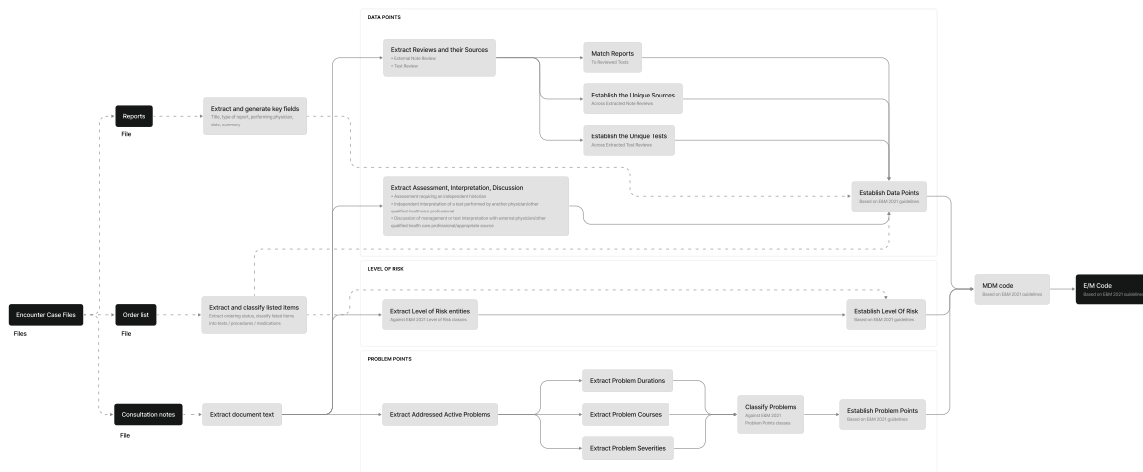 DATA POINTS
Extract Reviews and their Sources
• External Note Review
• Test Review
Match Reports
To Reviewed Tests
Establish the Unique Sources
Across Extracted Note Reviews
Establish the Unique Tests
Across Extracted Test Reviews
Reports
File
Extract and generate key fields
Title, type of report, performing physician,
date, summary
Extract Assessment, Interpretation, Discussion
• Assessment requiring an independent historian
• Independent interpretation of a test performed by another physician/other
qualified health care professional
• Discussion of management or test interpretation with external physician/other
qualified health care professional/appropriate source
Establish Data Points
Based on E&M 2021 guidelines
LEVEL OF RISK
Encounter Case Files
Files
Order list
File
Extract and classify listed items
Extract ordering status, classify listed items
into tests / procedures / medications
Extract Level of Risk entities
Against E&M 2021 Level of Risk classes
Establish Level Of Risk
Based on E&M 2021 guidelines
MDM code
Based on E&M 2021 guidelines
E/M Code
Based on E&M 2021 guidelines
PROBLEM POINTS
Consultation notes
File
Extract document text
Extract Addressed Active Problems
Extract Problem Durations
Extract Problem Courses
Extract Problem Severities
Classify Problems
Against E&M 2021
Problem Points classes
Establish Problem Points
Based on E&M 2021 guidelines